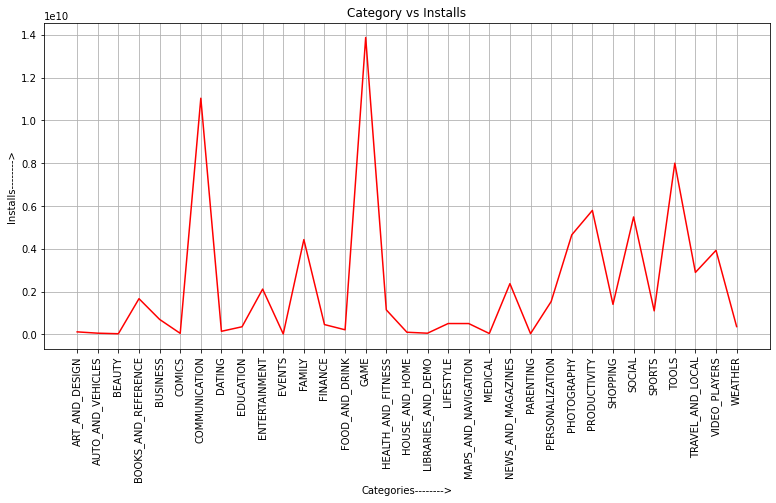 Category vs Installs
1e10
1.4
1.2
1.0
0.8
0.6
0.4
0.2
0.0
Installs-------->
ART_AND_DESIGN
AUTO_AND_VEHICLES
BEAUTY
BOOKS_AND_REFERENCE
BUSINESS
COMICS
COMMUNICATION
DATING
EDUCATION
ENTERTAINMENT
EVENTS
FAMILY
FINANCE
FOOD_AND_DRINK
GAME
HEALTH_AND_FITNESS
HOUSE_AND_HOME
LIBRARIES_AND_DEMO
LIFESTYLE
MAPS_AND_NAVIGATION
MEDICAL
NEWS_AND_MAGAZINES
PARENTING
PERSONALIZATION
PHOTOGRAPHY
PRODUCTIVITY
SHOPPING
SOCIAL
SPORTS
TOOLS
TRAVEL_AND_LOCAL
VIDEO_PLAYERS
WEATHER
Categories-------->